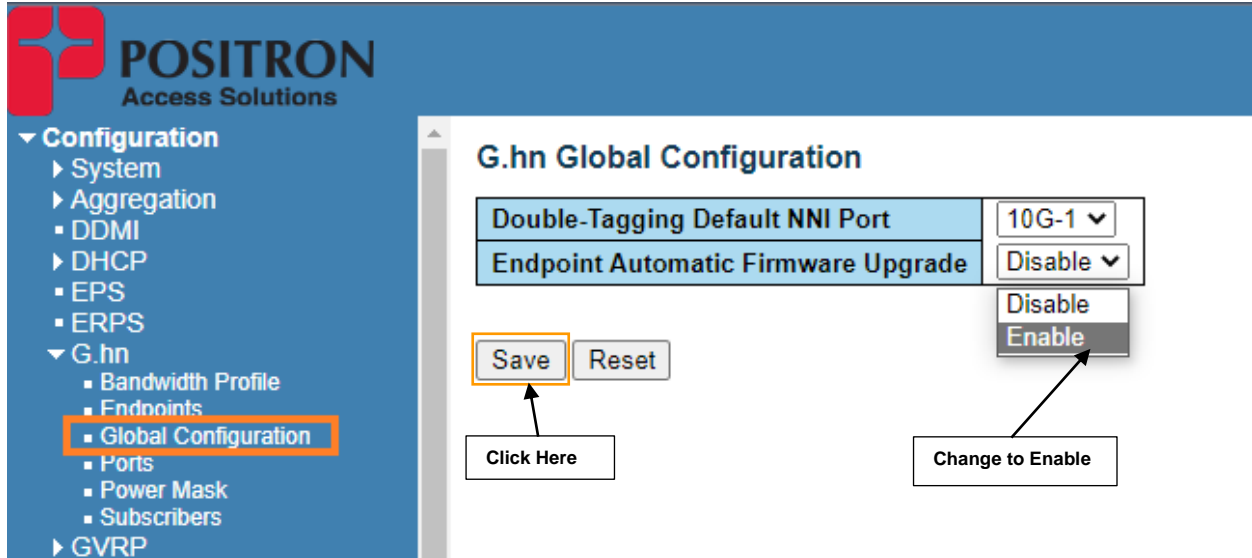 POSITRON
Access Solutions
Configuration
System
Aggregation
DDMI
DHCP
EPS
ERPS
G.hn
Bandwidth Profile
Endpoints
Global Configuration
Ports
Power Mask
Subscribers
GVRP
G.hn Global Configuration
Double-Tagging Default NNI Port 10G-1
Endpoint Automatic Firmware Upgrade Disable
Disable
Enable
Save Reset
Click Here
Change to Enable